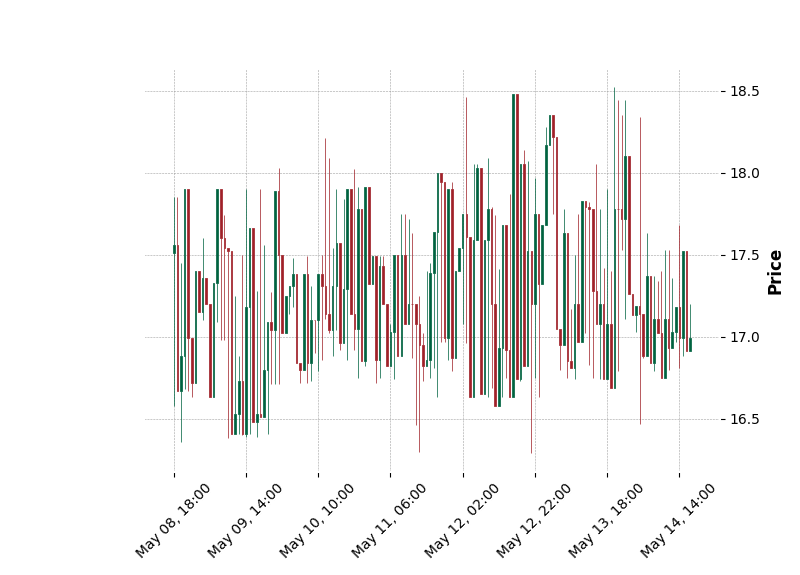 18.5
18.0
17.5
17.0
16.5
Price
May 08, 18:00
May 09, 14:00
May 10, 10:00
May 11, 06:00
May 12, 02:00
May 12, 22:00
May 13, 18:00
May 14, 14:00